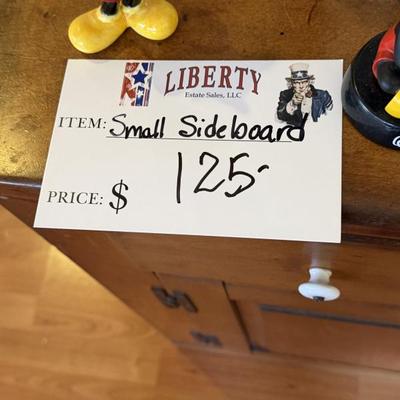 LIBERTY
Estate Sales, LLC
ITEM: Small Sideboard
PRICE: $ 125-